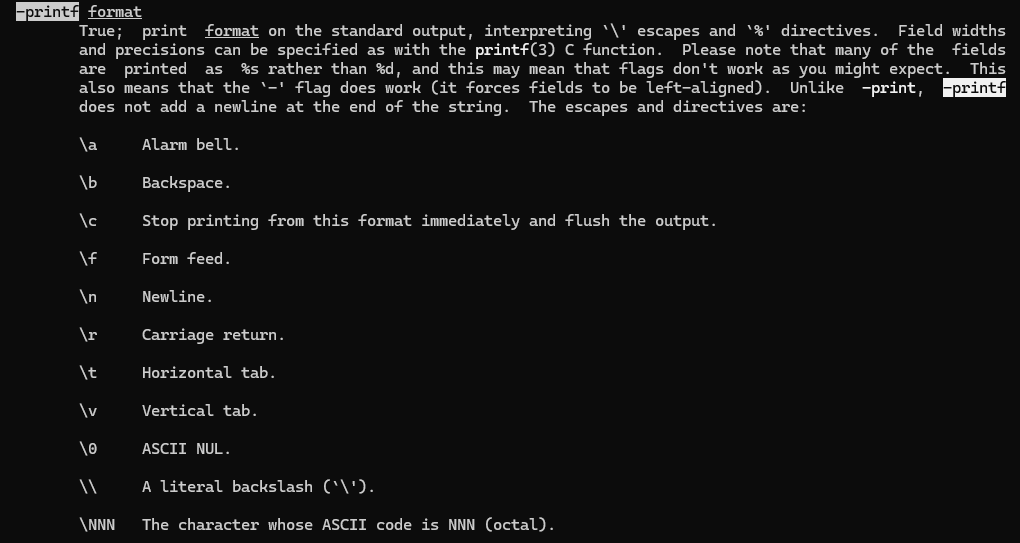 -printf format
True;  print  format on the standard output, interpreting `\' escapes and `%' directives.  Field widths
and precisions can be specified as with the printf(3) C function.  Please note that many of the  fields
are  printed  as  %s rather than %d, and this may mean that flags don't work as you might expect.  This
also means that the `-' flag does work (it forces fields to be left-aligned).  Unlike  -print,  -printf
does not add a newline at the end of the string.  The escapes and directives are:
\a     Alarm bell.
\b     Backspace.
\c     Stop printing from this format immediately and flush the output.
\f     Form feed.
\n     Newline.
\r     Carriage return.
\t     Horizontal tab.
\v     Vertical tab.
\0     ASCII NUL.
\\     A literal backslash (`\').
\NNN   The character whose ASCII code is NNN (octal).